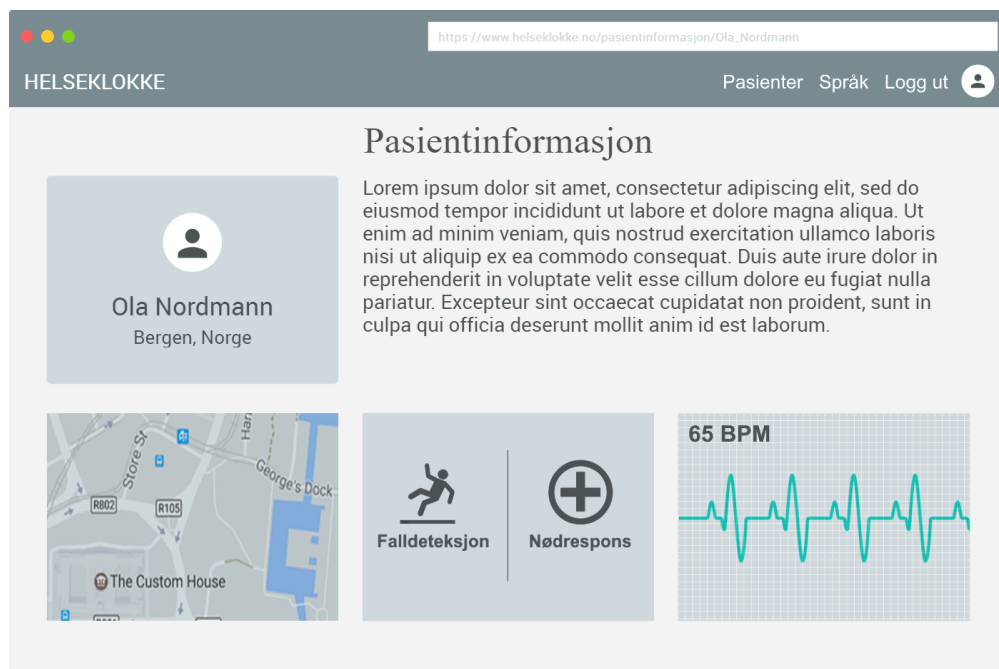 https://www.helseklokke.no/pasientinformasjon/Ola_Nordmann
HELSEKLOKKE
Pasienter Språk Logg ut
Pasientinformasjon
Lorem ipsum dolor sit amet, consectetur adipiscing elit, sed do
eiusmod tempor incididunt ut labore et dolore magna aliqua. Ut
enim ad minim veniam, quis nostrud exercitation ullamco laboris
nisi ut aliquip ex ea commodo consequat. Duis aute irure dolor in
reprehenderit in voluptate velit esse cillum dolore eu fugiat nulla
pariatur. Excepteur sint occaecat cupidatat non proident, sunt in
culpa qui officia deserunt mollit anim id est laborum.
Ola Nordmann
Bergen, Norge
Store St
George's Dock
R802
R105
The Custom House
Falldeteksjon
Nødrespons
65 BPM